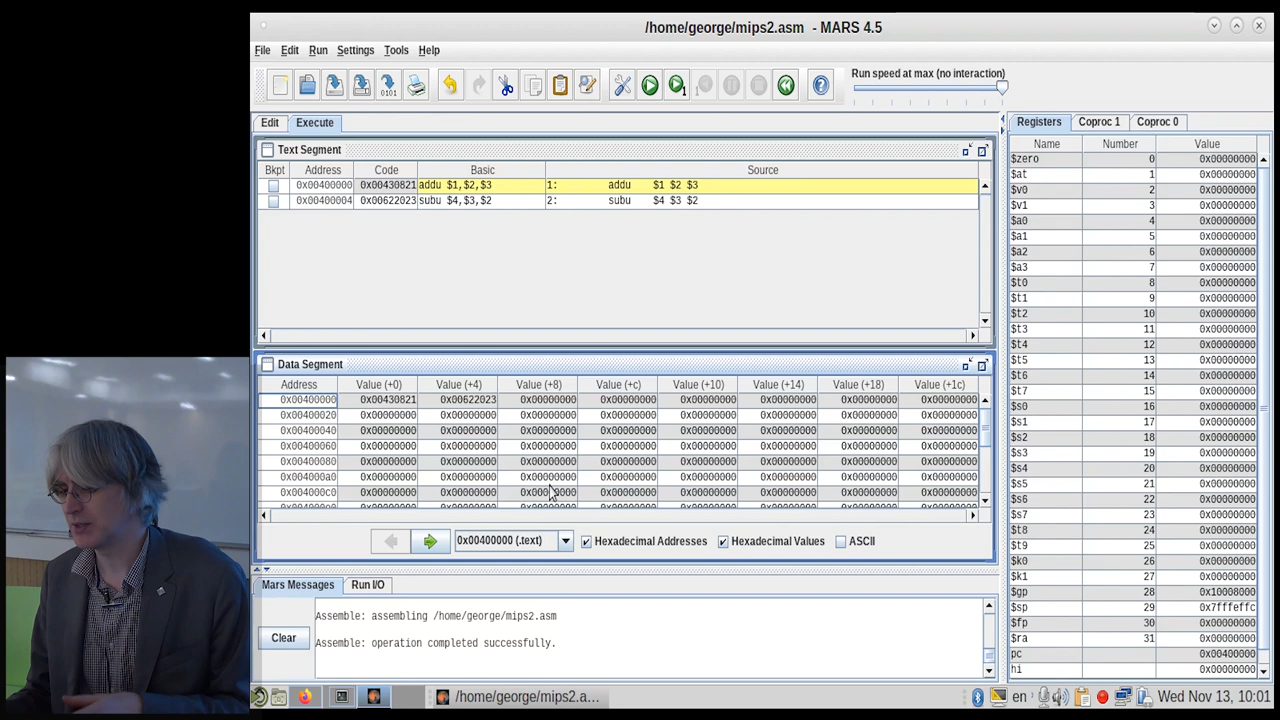 /home/george/mips2.asm - MARS 4.5
File Edit Run Settings Tools Help
Run speed at max (no interaction)
Edit Execute
Text Segment
Bkpt Address Code Basic Source
0x00400000 0x00430821 addu $1,$2,$3 1: addu $1 $2 $3
0x00400004 0x00622023 subu $4,$3,$2 2: subu $4 $3 $2
Data Segment
Address Value (+0) Value (+4) Value (+8) Value (+c) Value (+10) Value (+14) Value (+18) Value (+1c)
0x00400000 0x00430821 0x00622023 0x00000000 0x00000000 0x00000000 0x00000000 0x00000000 0x00000000
0x00400020 0x00000000 0x00000000 0x00000000 0x00000000 0x00000000 0x00000000 0x00000000 0x00000000
0x00400040 0x00000000 0x00000000 0x00000000 0x00000000 0x00000000 0x00000000 0x00000000 0x00000000
0x00400060 0x00000000 0x00000000 0x00000000 0x00000000 0x00000000 0x00000000 0x00000000 0x00000000
0x00400080 0x00000000 0x00000000 0x00000000 0x00000000 0x00000000 0x00000000 0x00000000 0x00000000
0x004000a0 0x00000000 0x00000000 0x00000000 0x00000000 0x00000000 0x00000000 0x00000000 0x00000000
0x004000c0 0x00000000 0x00000000 0x00000000 0x00000000 0x00000000 0x00000000 0x00000000 0x00000000
0x00400000 (.text) Hexadecimal Addresses Hexadecimal Values ASCII
Mars Messages Run I/O
Assemble: assembling /home/george/mips2.asm
Clear
Assemble: operation completed successfully.
Registers Coproc 1 Coproc 0
Name Number Value
$zero 0 0x00000000
$at 1 0x00000000
$v0 2 0x00000000
$v1 3 0x00000000
$a0 4 0x00000000
$a1 5 0x00000000
$a2 6 0x00000000
$a3 7 0x00000000
$t0 8 0x00000000
$t1 9 0x00000000
$t2 10 0x00000000
$t3 11 0x00000000
$t4 12 0x00000000
$t5 13 0x00000000
$t6 14 0x00000000
$t7 15 0x00000000
$s0 16 0x00000000
$s1 17 0x00000000
$s2 18 0x00000000
$s3 19 0x00000000
$s4 20 0x00000000
$s5 21 0x00000000
$s6 22 0x00000000
$s7 23 0x00000000
$t8 24 0x00000000
$t9 25 0x00000000
$k0 26 0x00000000
$k1 27 0x00000000
$gp 28 0x10008000
$sp 29 0x7fffeffc
$fp 30 0x00000000
$ra 31 0x00000000
pc 0x00400000
hi 0x00000000
/home/george/mips2.a... en Wed Nov 13, 10:01